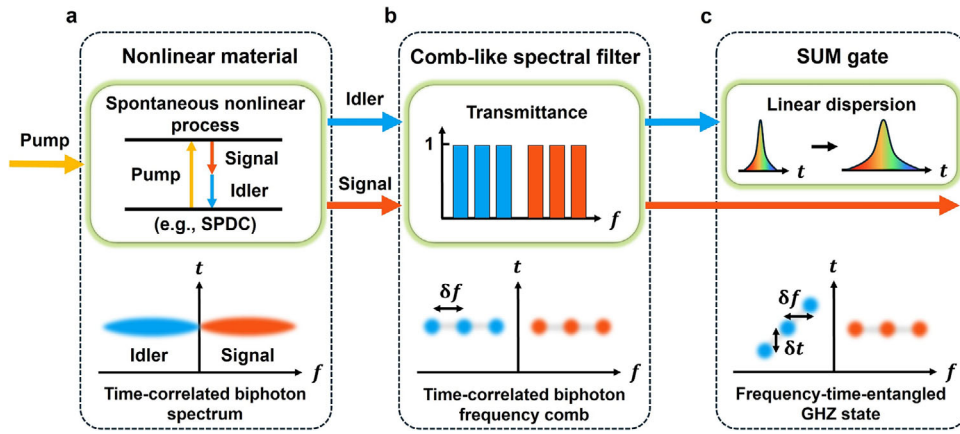 a
Nonlinear material
Pump
Spontaneous nonlinear
process
Pump
Signal
Idler
(e.g., SPDC)
t
Idler
Signal
f
Time-correlated biphoton
spectrum
Idler
Signal
b
Comb-like spectral filter
Transmittance
1
f
t
δf
f
Time-correlated biphoton
frequency comb
c
SUM gate
Linear dispersion
t
t
t
δf
δt
f
Frequency-time-entangled
GHZ state